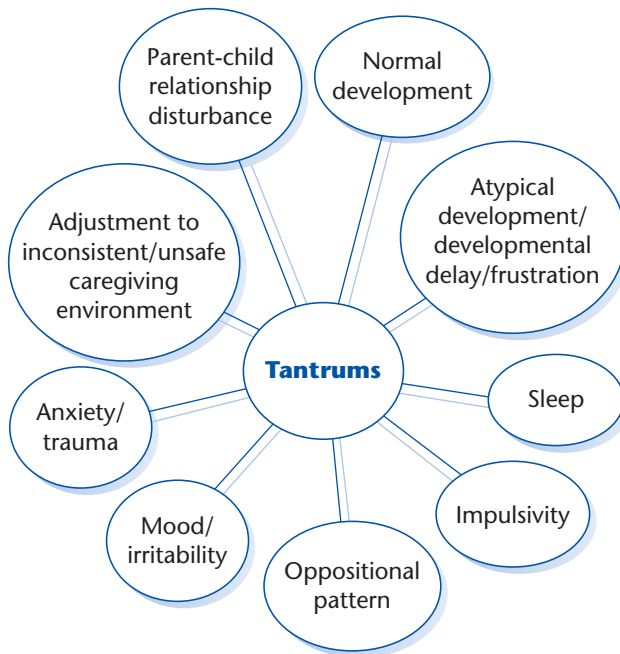 Parent-child
relationship
disturbance
Normal
development
Atypical
development/
developmental
delay/frustration
Adjustment to
inconsistent/unsafe
caregiving
environment
Tantrums
Sleep
Anxiety/
trauma
Impulsivity
Mood/
irritability
Oppositional
pattern